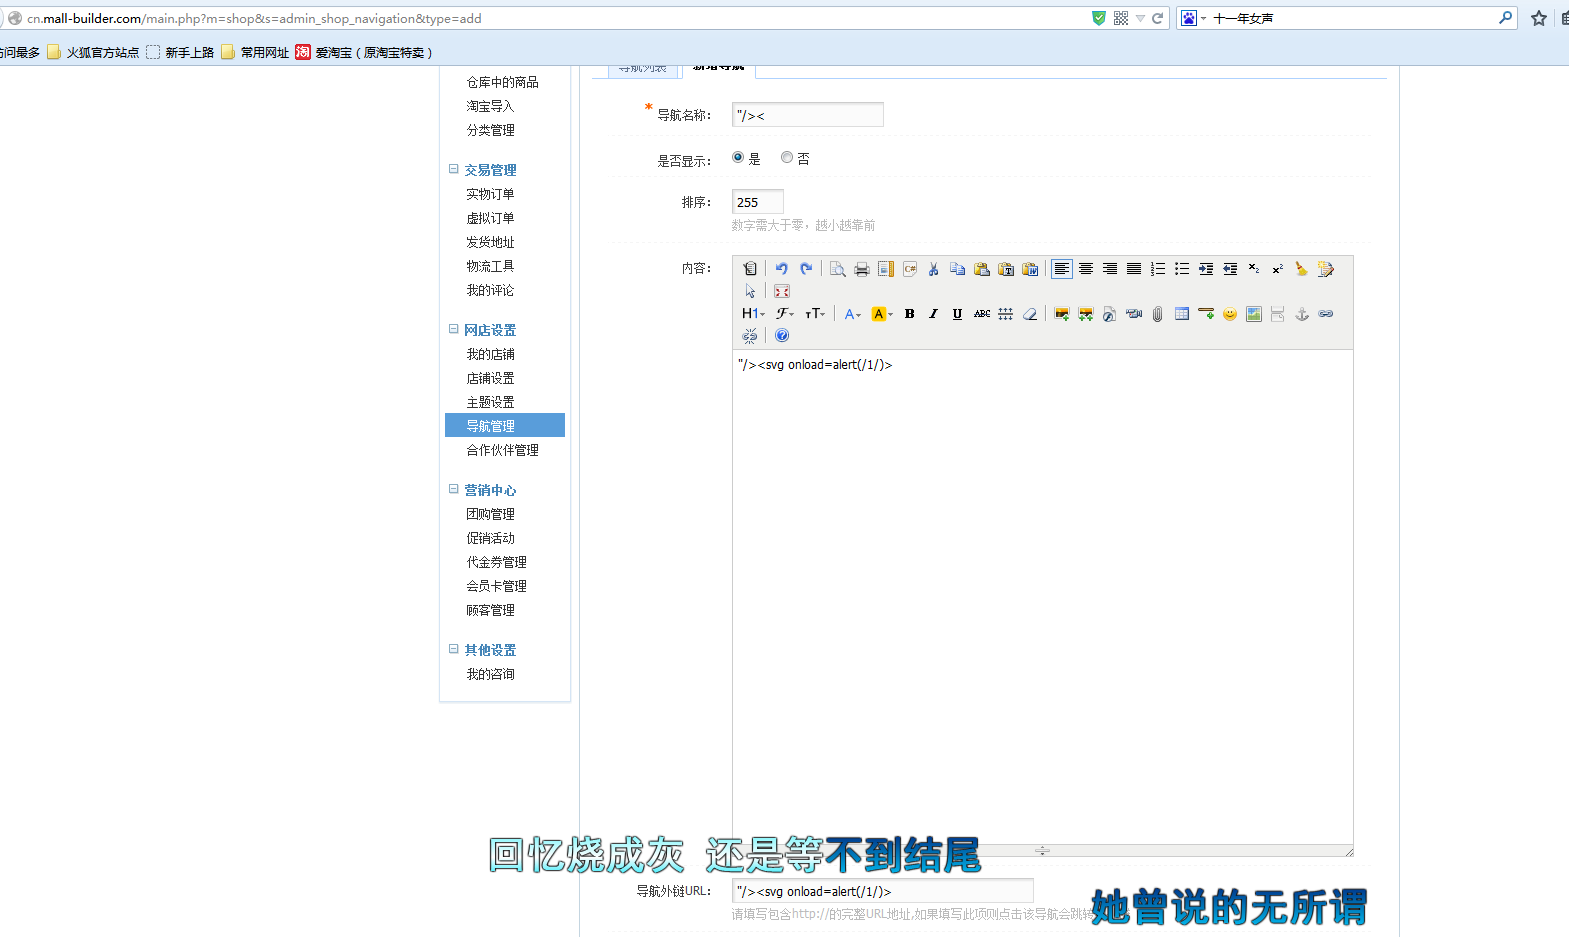 cn.mall-builder.com/main.php?m=shop&s=admin_shop_navigation&type=add
十一年女声
访问最多 火狐官方站点 新手上路 常用网址 淘 爱淘宝（原淘宝特卖）
导航列表 新增导航
仓库中的商品
淘宝导入
分类管理
交易管理
实物订单
虚拟订单
发货地址
物流工具
我的评论
网店设置
我的店铺
店铺设置
主题设置
导航管理
合作伙伴管理
营销中心
团购管理
促销活动
代金券管理
会员卡管理
顾客管理
其他设置
我的咨询
* 导航名称： "/><
是否显示： 是 否
排序： 255
数字需大于零，越小越靠前
内容：
"/><svg onload=alert(/1/)>
导航外链URL： "/><svg onload=alert(/1/)>
请填写包含http://的完整URL地址,如果填写此项则点击该导航会跳转
回忆烧成灰 还是等不到结尾
她曾说的无所谓